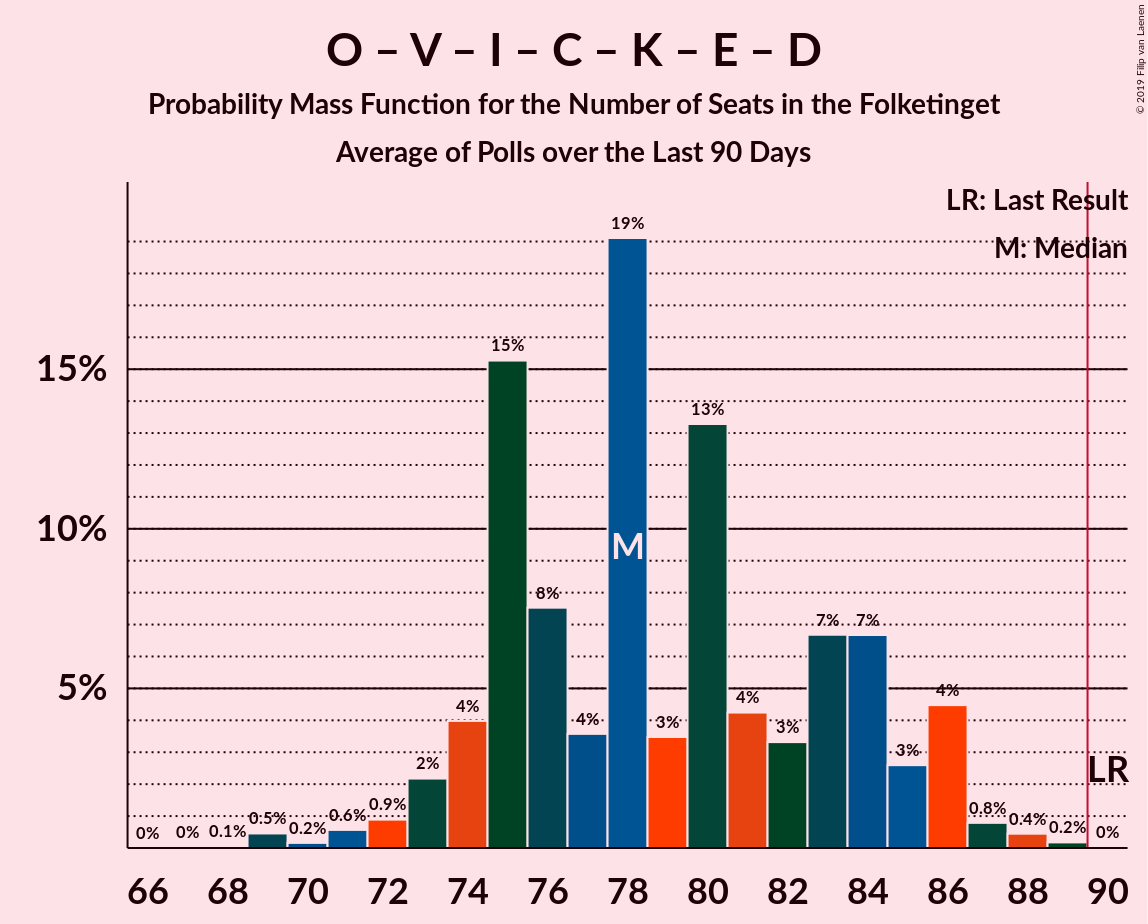 O – V – I – C – K – E – D
Probability Mass Function for the Number of Seats in the Folketinget
Average of Polls over the Last 90 Days
© 2019 Filip van Laenen
LR: Last Result
M: Median
19%
15%
15%
13%
10%
M
8%
7% 7%
5%
4% 4% 3% 4% 3% 4%
2% 3%
LR
0% 0% 0.1% 0.5% 0.2% 0.6% 0.9% 0.8% 0.4% 0.2% 0%
66 68 70 72 74 76 78 80 82 84 86 88 90